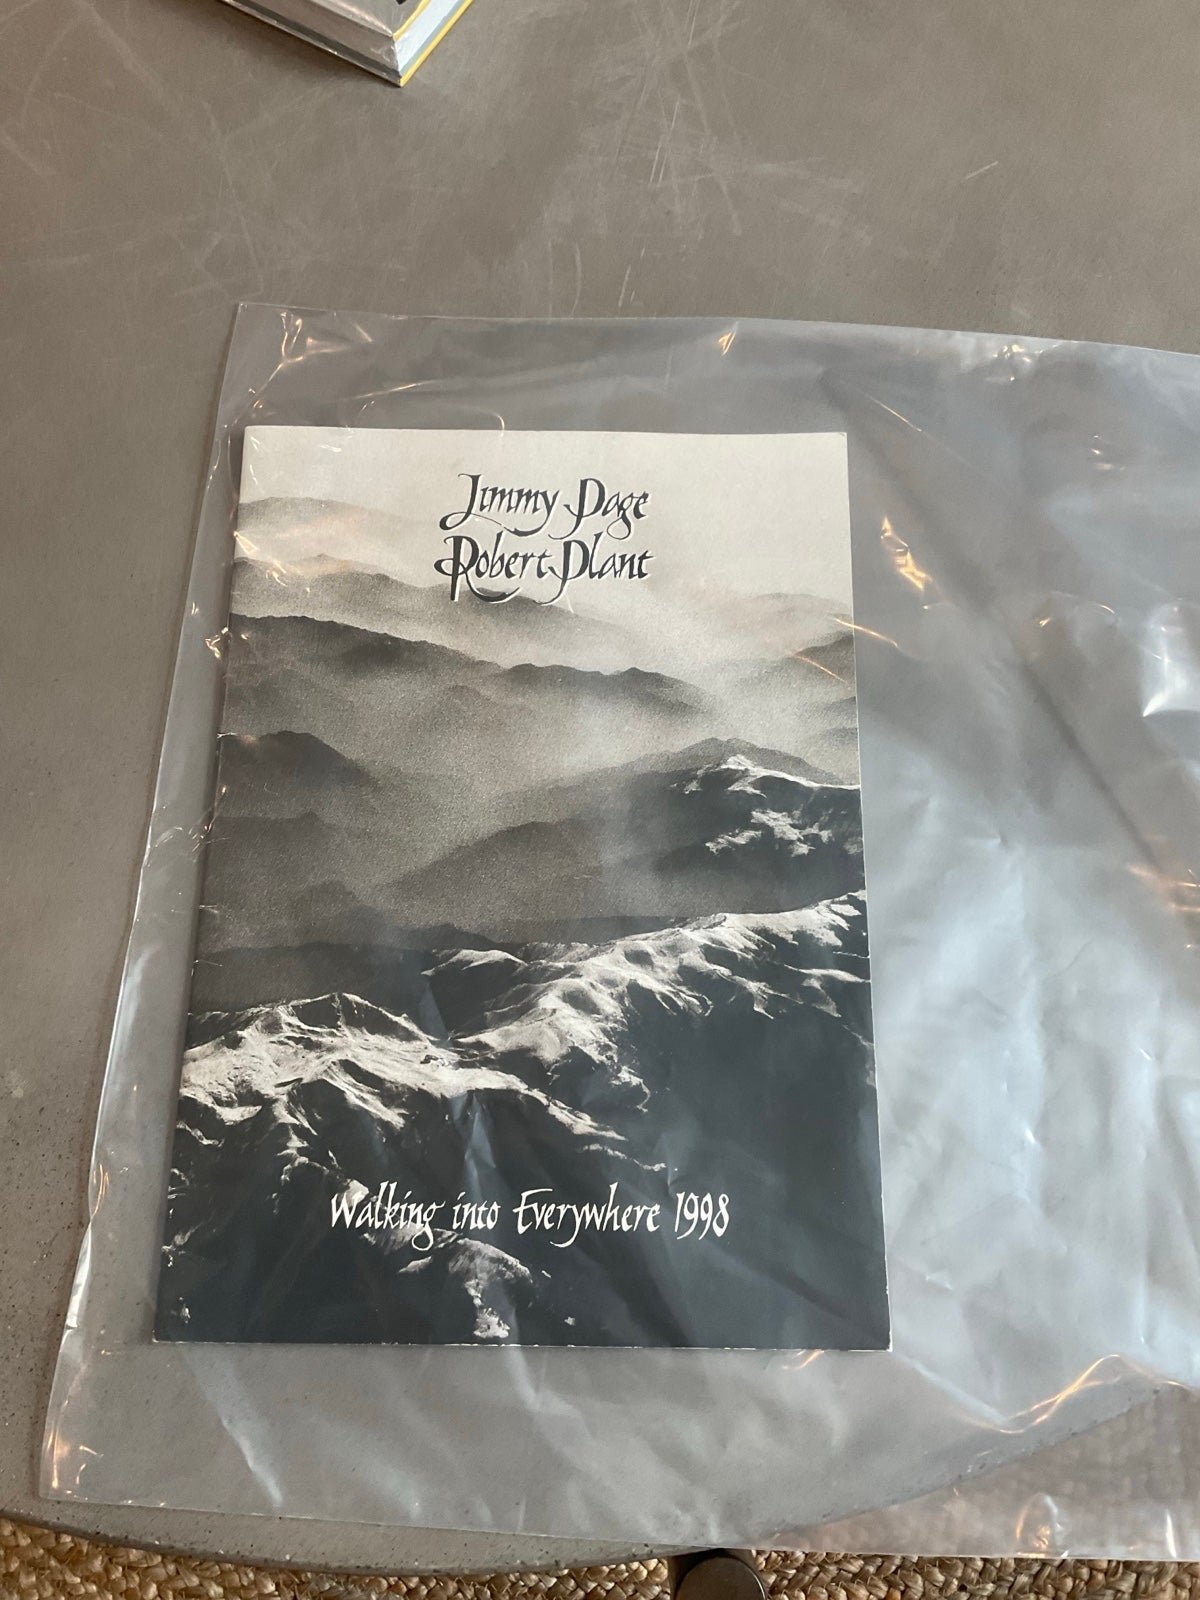 Jimmy Page
Robert Plant
Walking into Everywhere 1998